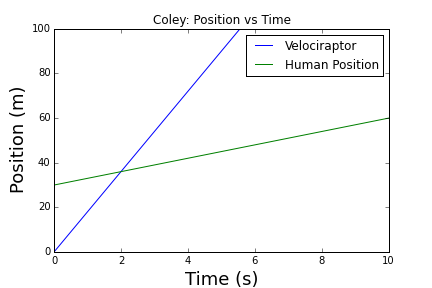 Coley: Position vs Time
Velociraptor
Human Position
Position (m)
100
80
60
40
20
0
0 2 4 6 8 10
Time (s)